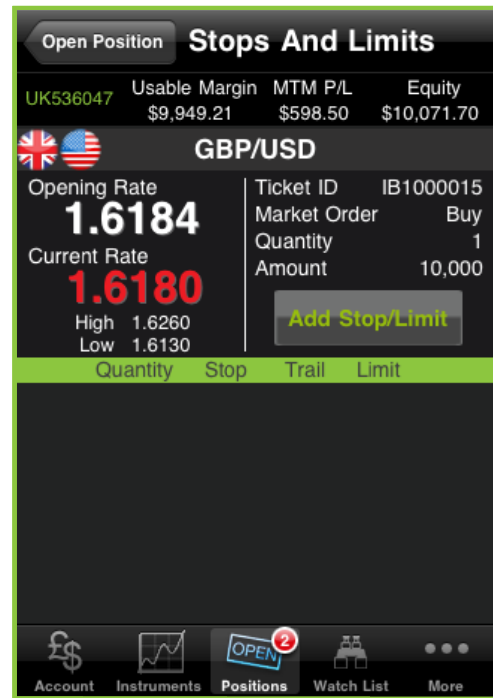 Open Position Stops And Limits
UK536047 Usable Margin MTM P/L Equity
$9,949.21 $598.50 $10,071.70
GBP/USD
Opening Rate
1.6184
Current Rate
1.6180
High 1.6260
Low 1.6130
Ticket ID IB1000015
Market Order Buy
Quantity 1
Amount 10,000
Add Stop/Limit
Quantity Stop Trail Limit
£$
OPEN 2
Account Instruments Positions Watch List More